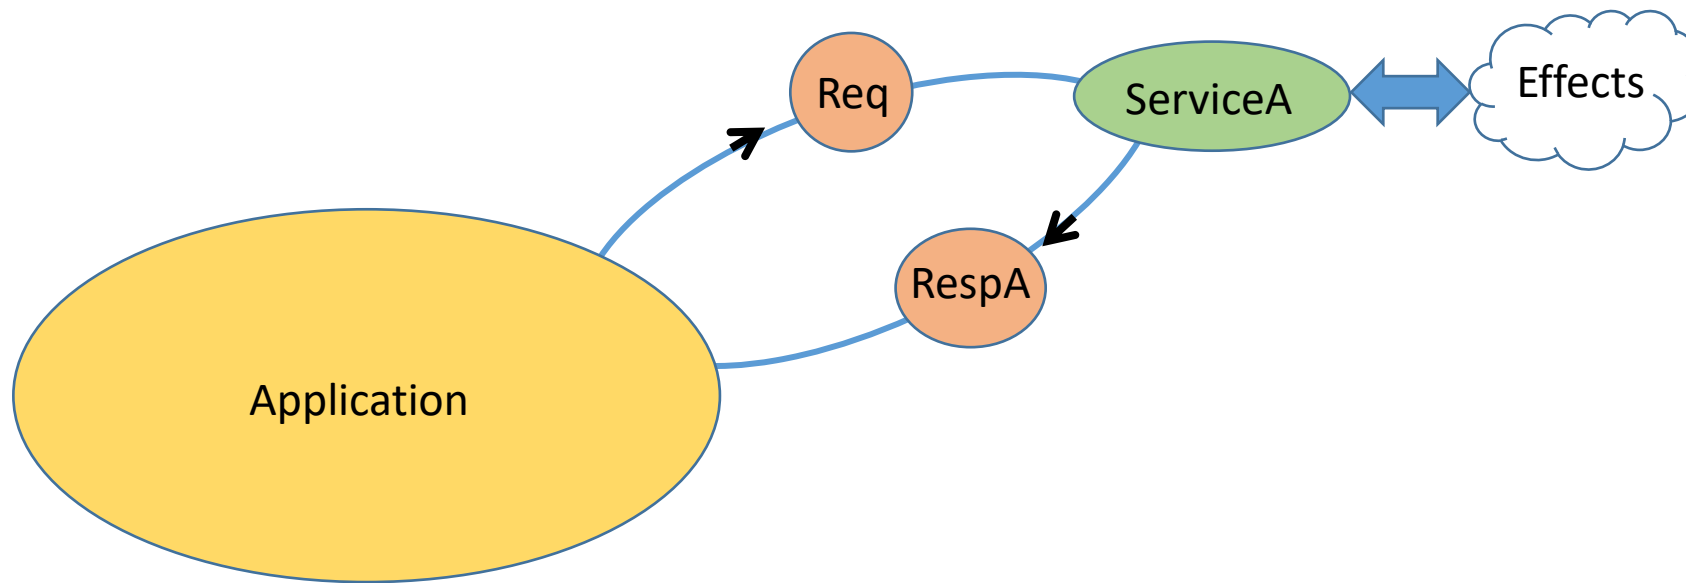 Req
ServiceA
Effects
RespA
Application